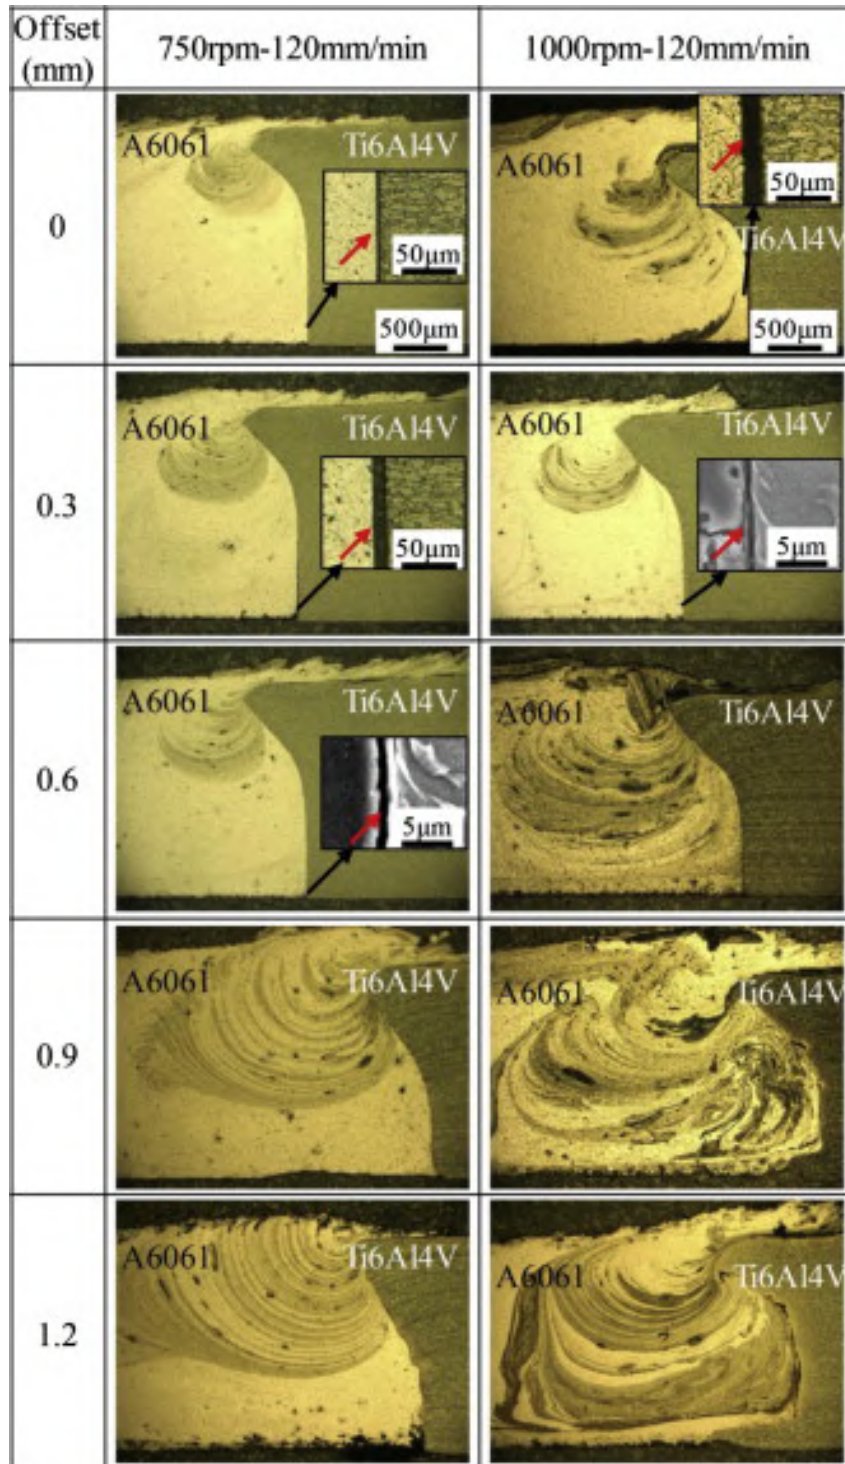 Offset
(mm)
750rpm-120mm/min
1000rpm-120mm/min
0
A6061
Ti6Al4V
50μm
500μm
A6061
50μm
Ti6Al4V
500μm
0.3
A6061
Ti6Al4V
50μm
A6061
Ti6Al4V
5μm
0.6
A6061
Ti6Al4V
5μm
A6061
Ti6Al4V
0.9
A6061
Ti6Al4V
A6061
Ti6Al4V
1.2
A6061
Ti6Al4V
A6061
Ti6Al4V